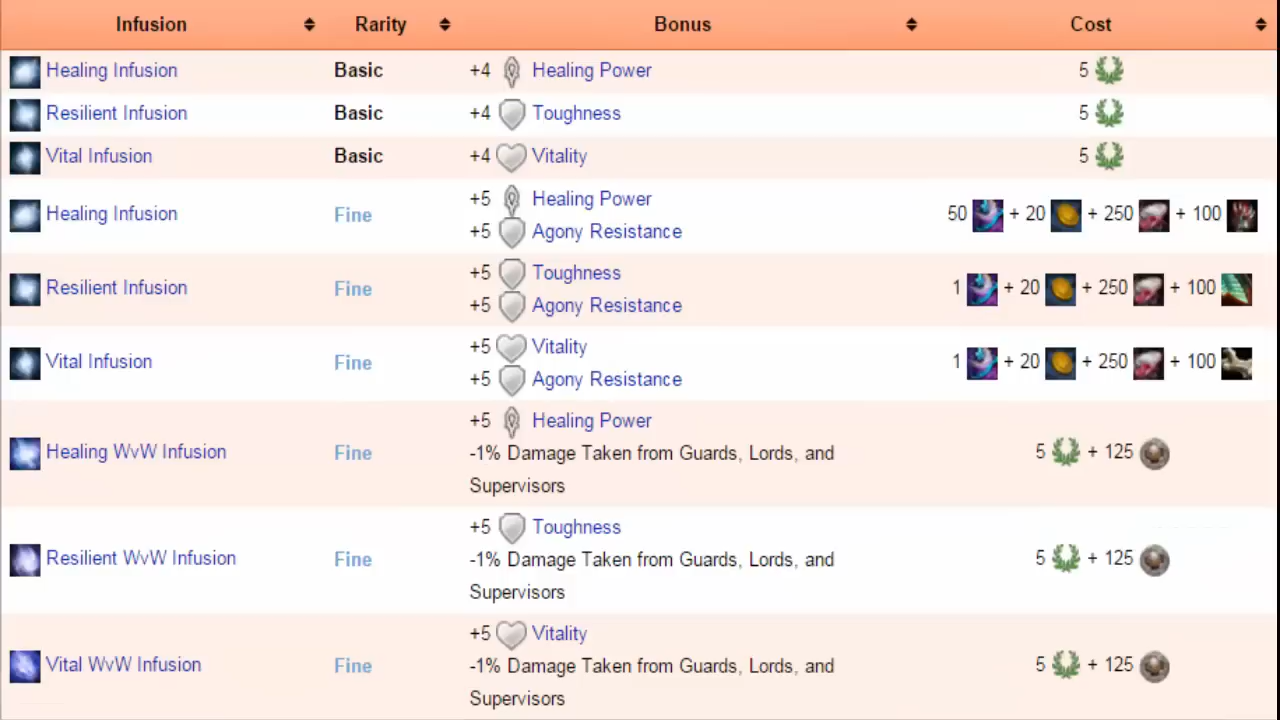 Infusion Rarity Bonus Cost
Healing Infusion Basic +4 Healing Power 5
Resilient Infusion Basic +4 Toughness 5
Vital Infusion Basic +4 Vitality 5
Healing Infusion Fine +5 Healing Power 50 + 20 + 250 + 100
+5 Agony Resistance
Resilient Infusion Fine +5 Toughness 1 + 20 + 250 + 100
+5 Agony Resistance
Vital Infusion Fine +5 Vitality 1 + 20 + 250 + 100
+5 Agony Resistance
+5 Healing Power
Healing WvW Infusion Fine -1% Damage Taken from Guards, Lords, and 5 + 125
Supervisors
+5 Toughness
Resilient WvW Infusion Fine -1% Damage Taken from Guards, Lords, and 5 + 125
Supervisors
+5 Vitality
Vital WvW Infusion Fine -1% Damage Taken from Guards, Lords, and 5 + 125
Supervisors